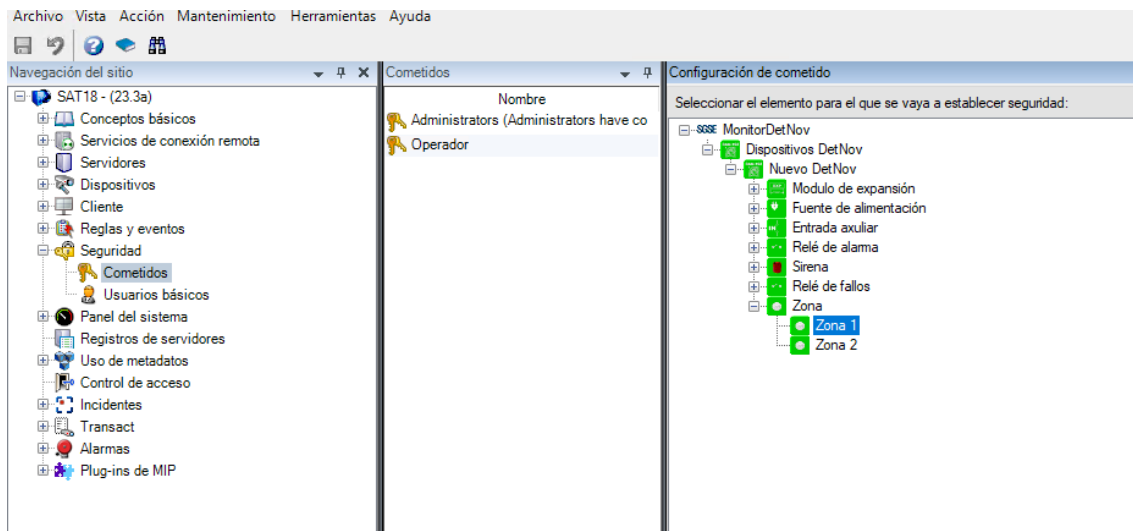 Archivo Vista Acción Mantenimiento Herramientas Ayuda
Navegación del sitio
SAT18 - (23.3a)
Conceptos básicos
Servicios de conexión remota
Servidores
Dispositivos
Cliente
Reglas y eventos
Seguridad
Cometidos
Usuarios básicos
Panel del sistema
Registros de servidores
Uso de metadatos
Control de acceso
Incidentes
Transact
Alarmas
Plug-ins de MIP
Cometidos
Nombre
Administrators (Administrators have co
Operador
Configuración de cometido
Seleccionar el elemento para el que se vaya a establecer seguridad:
SGSE MonitorDetNov
Dispositivos DetNov
Nuevo DetNov
Modulo de expansión
Fuente de alimentación
Entrada axuliar
Relé de alarma
Sirena
Relé de fallos
Zona
Zona 1
Zona 2